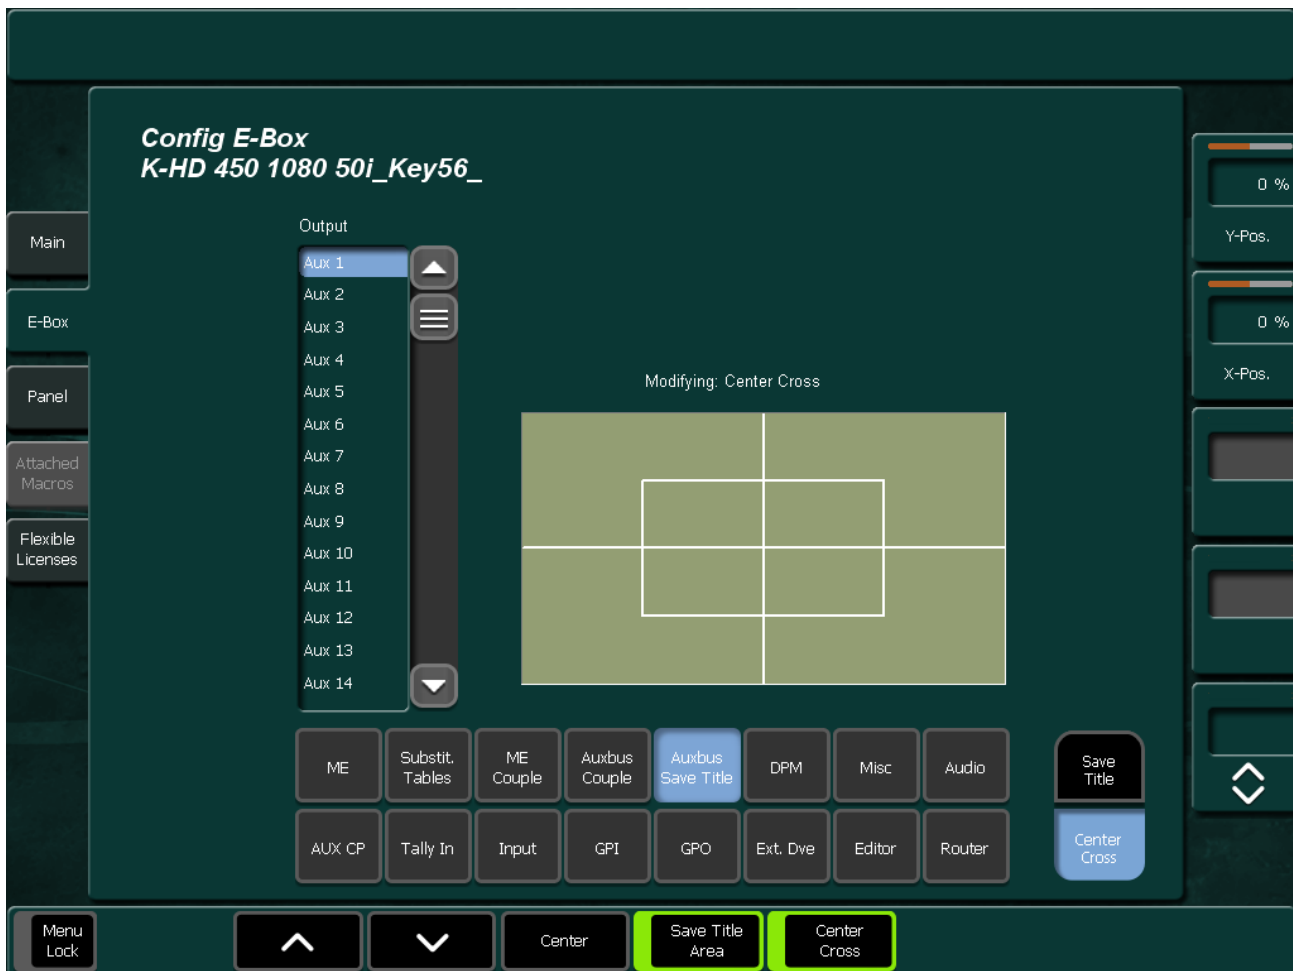 Config E-Box
K-HD 450 1080 50i_Key56_
0 %
Y-Pos.
0 %
X-Pos.
Main
E-Box
Panel
Attached
Macros
Flexible
Licenses
Output
Aux 1
Aux 2
Aux 3
Aux 4
Aux 5
Aux 6
Aux 7
Aux 8
Aux 9
Aux 10
Aux 11
Aux 12
Aux 13
Aux 14
Modifying: Center Cross
ME
Substit.
Tables
ME
Couple
Auxbus
Couple
Auxbus
Save Title
DPM
Misc
Audio
Save
Title
AUX CP
Tally In
Input
GPI
GPO
Ext. Dve
Editor
Router
Center
Cross
Menu
Lock
Center
Save Title
Area
Center
Cross